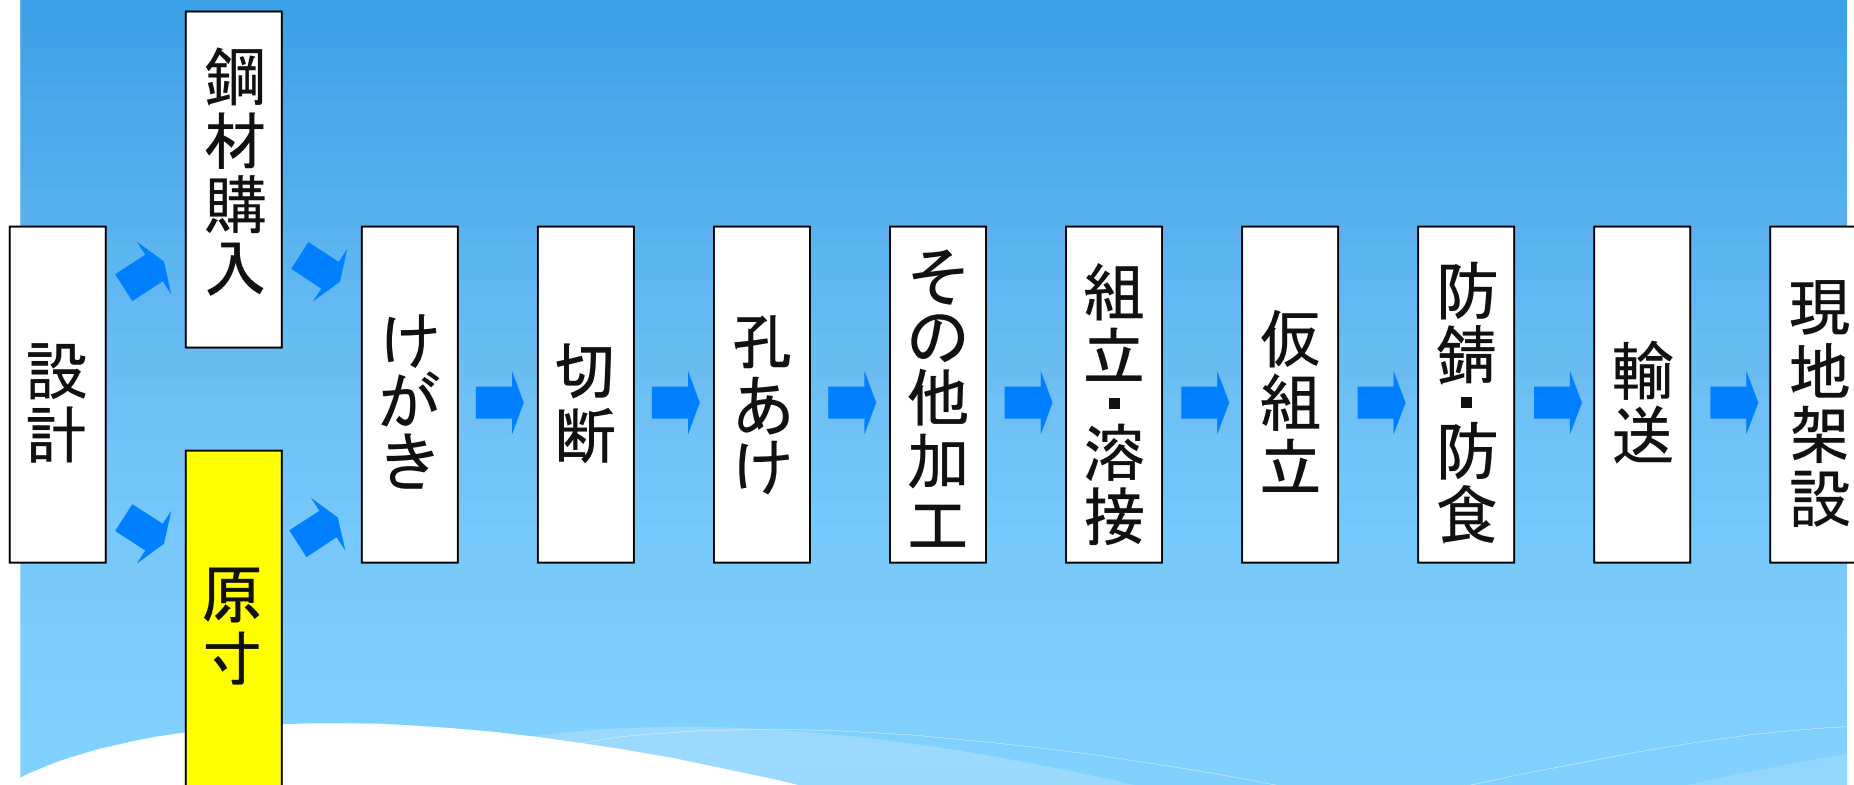 設計
鋼材購入
原寸
けがき
切断
孔あけ
その他加工
組立・溶接
仮組立
防錆・防食
輸送
現地架設